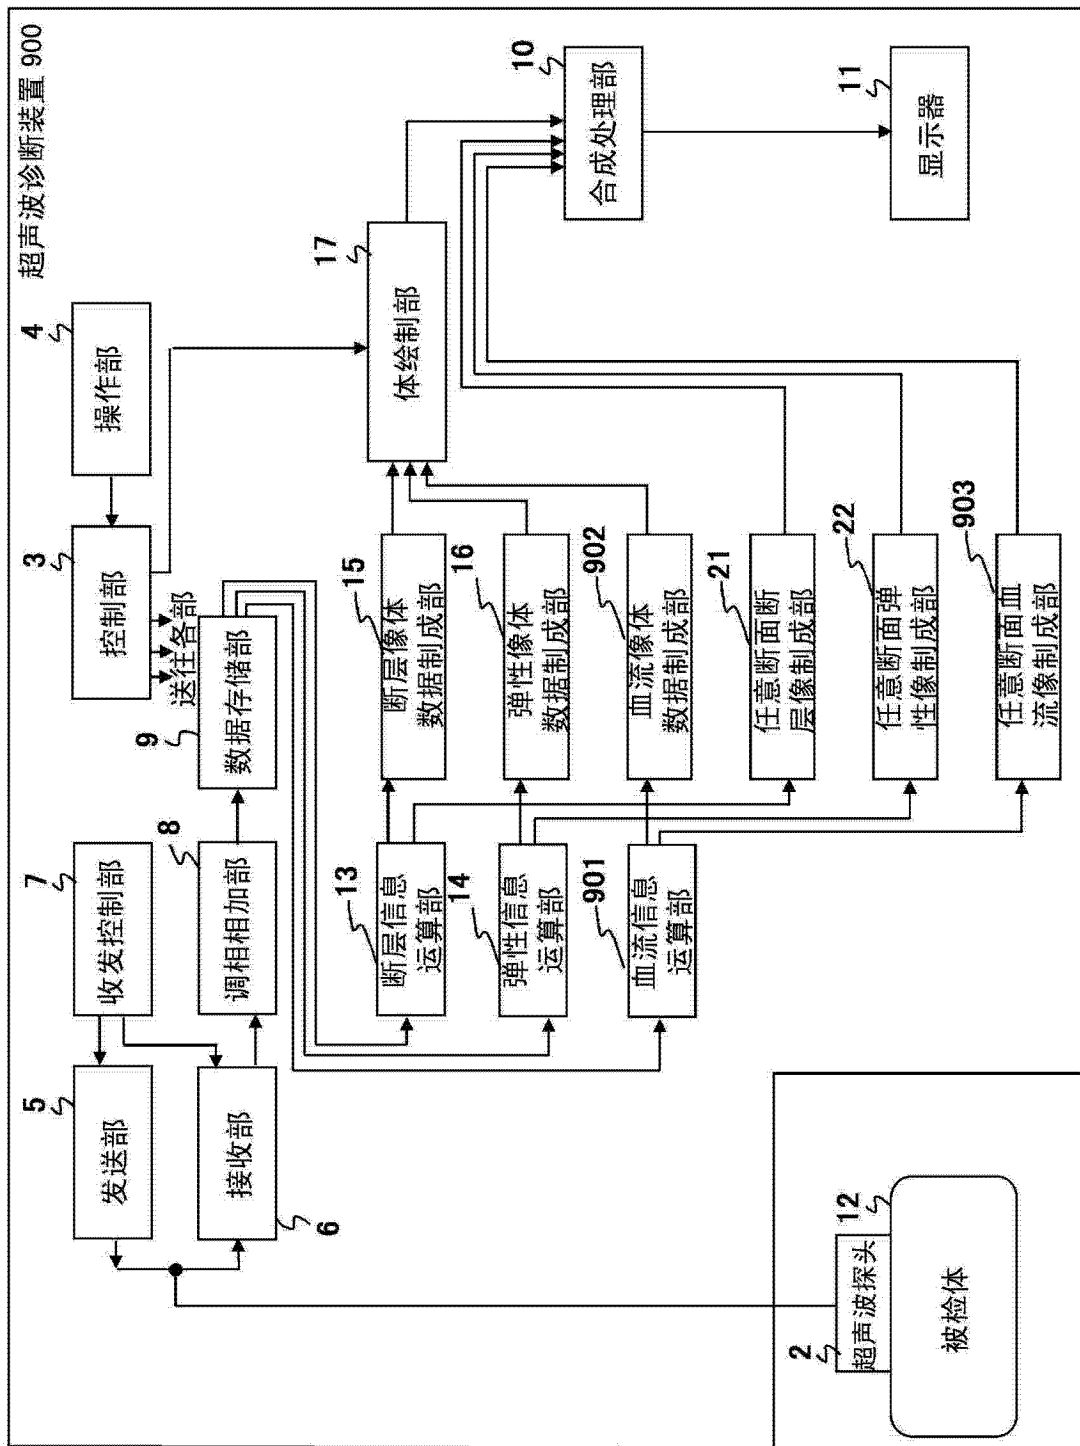 超声波诊断装置 900
5
发送部
7
收发控制部
3
控制部
4
操作部
送往各部
6
接收部
8
调相相加部
9
数据存储部
13
断层信息
运算部
15
断层像体
数据制成部
17
体绘制部
14
弹性信息
运算部
16
弹性像体
数据制成部
10
合成处理部
901
血流信息
运算部
902
血流像体
数据制成部
21
任意断面断
层像制成部
2
超声波探头
12
被检体
22
任意断面弹
性像制成部
903
任意断面血
流像制成部
11
显示器